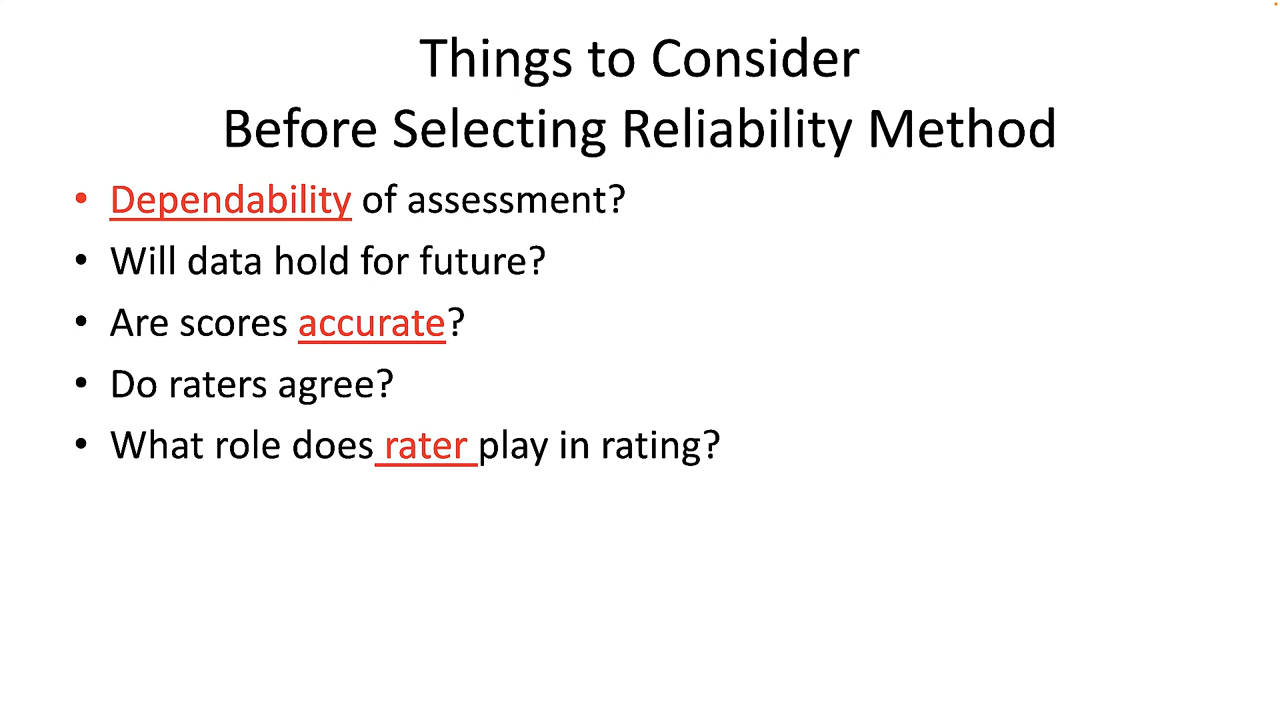 Things to Consider
Before Selecting Reliability Method
• Dependability of assessment?
• Will data hold for future?
• Are scores accurate?
• Do raters agree?
• What role does rater play in rating?